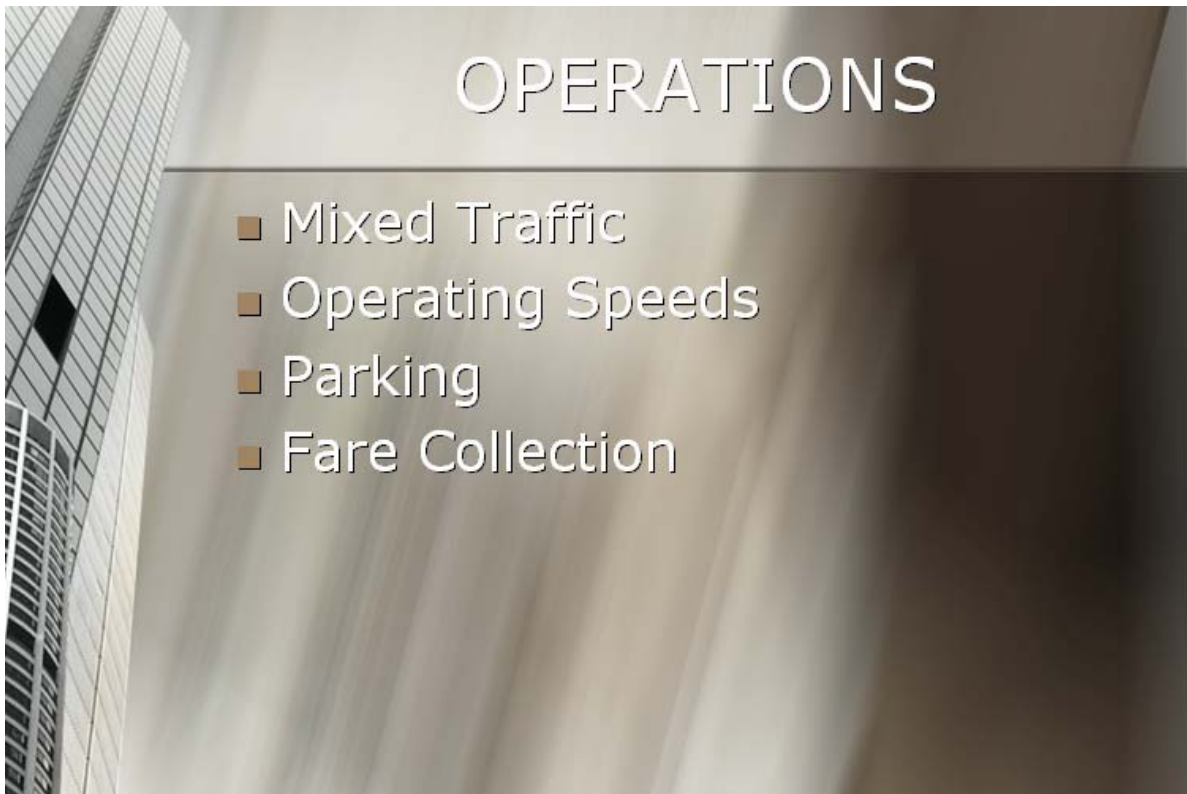 OPERATIONS
Mixed Traffic
Operating Speeds
Parking
Fare Collection